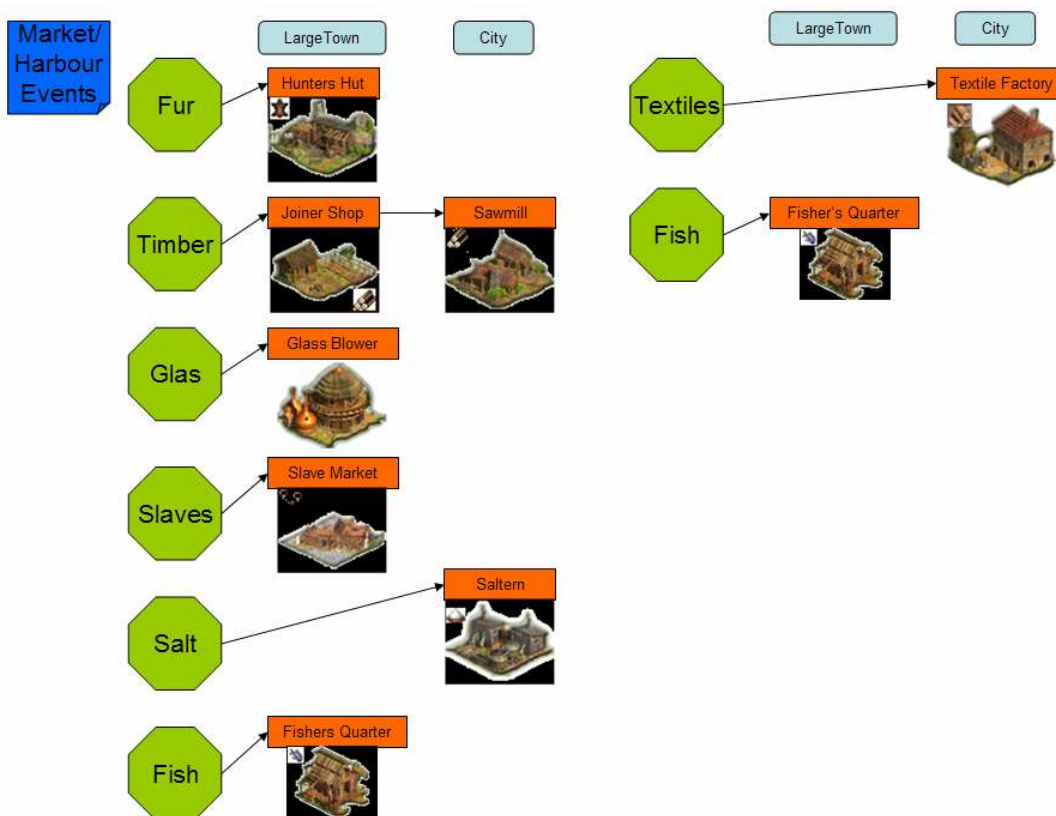 Market/
Harbour
Events
LargeTown
City
Fur
Hunters Hut
Timber
Joiner Shop
Sawmill
Glas
Glass Blower
Slaves
Slave Market
Salt
Saltern
Fish
Fishers Quarter
LargeTown
City
Textiles
Textile Factory
Fish
Fisher's Quarter